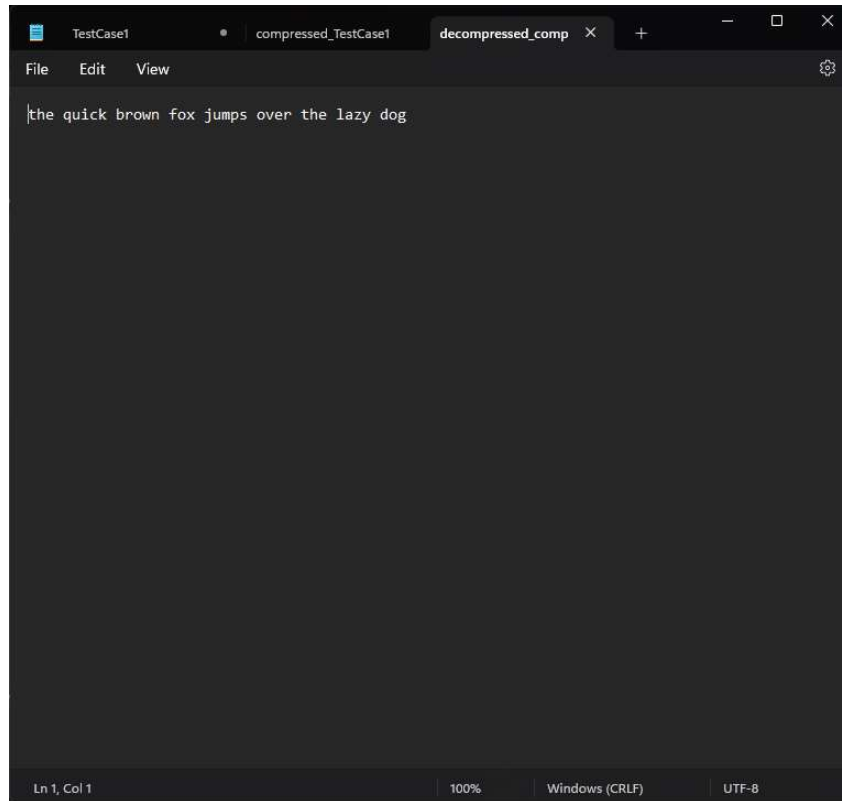 TestCase1 compressed_TestCase1 decompressed_comp
File Edit View
the quick brown fox jumps over the lazy dog
Ln 1, Col 1 100% Windows (CRLF) UTF-8